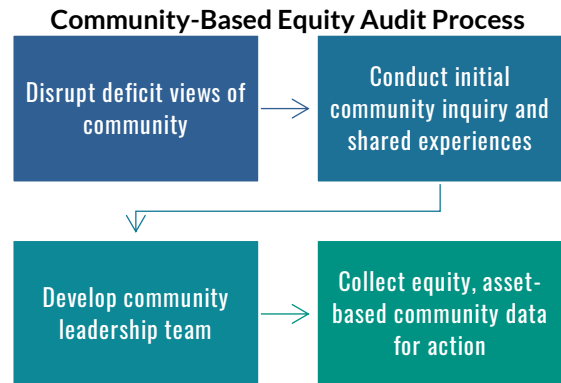 Community-Based Equity Audit Process
Disrupt deficit views of
community
Conduct initial
community inquiry and
shared experiences
Develop community
leadership team
Collect equity, asset-
based community data
for action